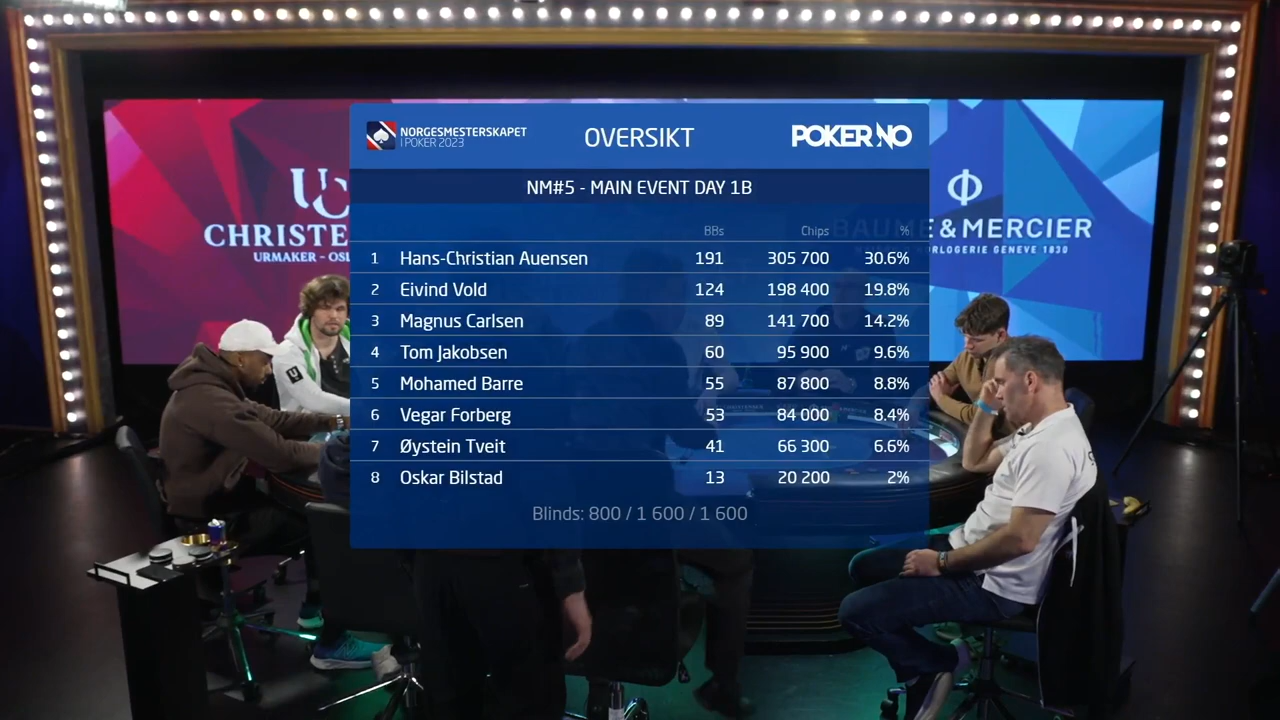 NORGESMESTERSKAPET
I POKER 2023
OVERSIKT
POKER.NO
NM#5 - MAIN EVENT DAY 1B
BBs Chips %
1 Hans-Christian Auensen 191 305 700 30.6%
2 Eivind Vold 124 198 400 19.8%
3 Magnus Carlsen 89 141 700 14.2%
4 Tom Jakobsen 60 95 900 9.6%
5 Mohamed Barre 55 87 800 8.8%
6 Vegar Forberg 53 84 000 8.4%
7 Øystein Tveit 41 66 300 6.6%
8 Oskar Bilstad 13 20 200 2%
Blinds: 800 / 1 600 / 1 600
UC
CHRISTE
URMAKER - OSL
BAUME & MERCIER
ORLOGERIE GENEVE 1830